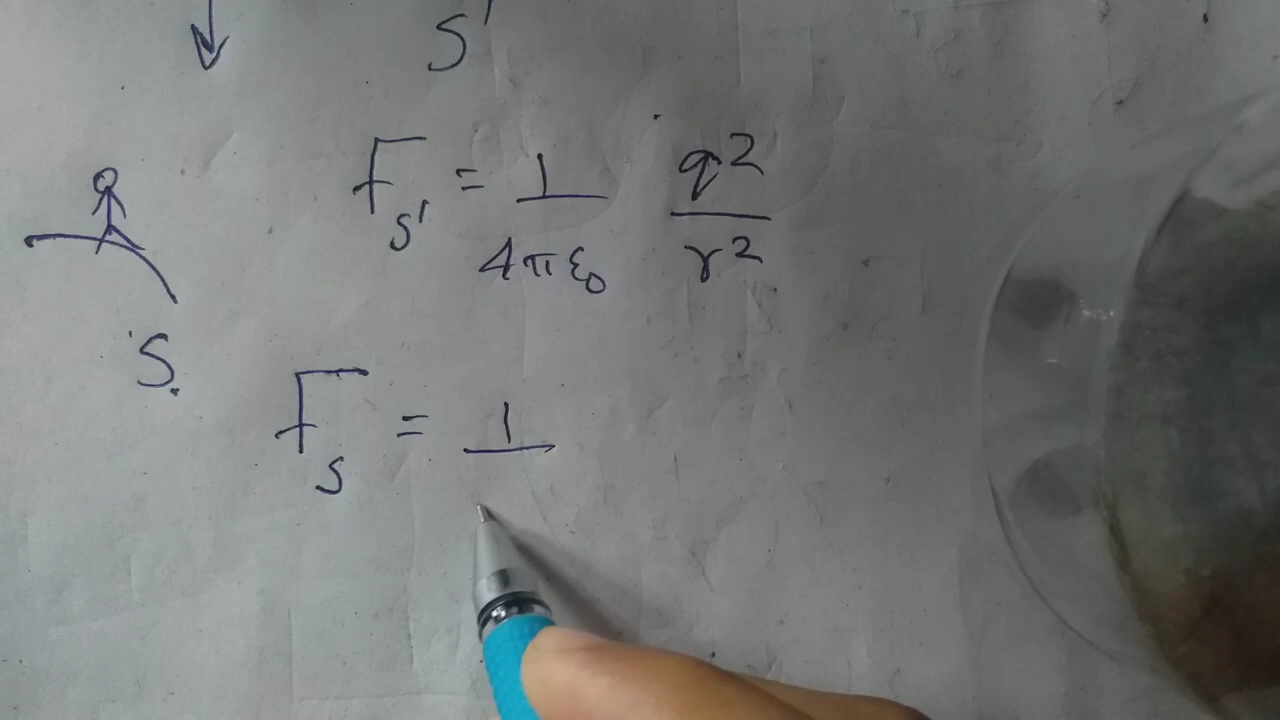 S'
F_S' = 1/4πε₀ q²/r²
S.
F_S = 1/